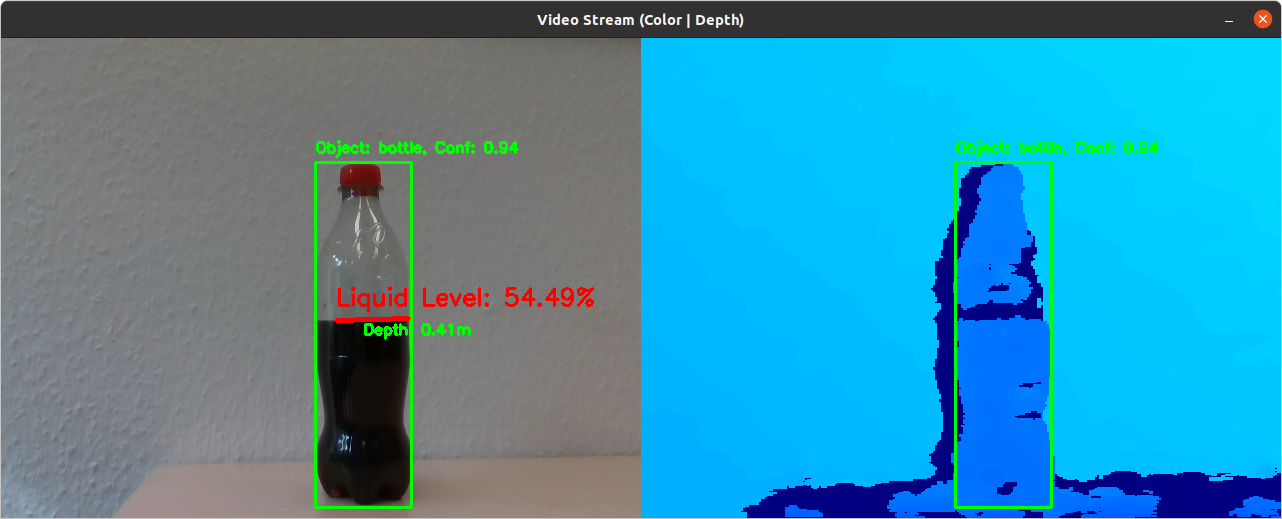 Video Stream (Color | Depth)
Object: bottle, Conf: 0.94
Object: bottle, Conf: 0.94
Liquid Level: 54.49%
Depth: 0.41m